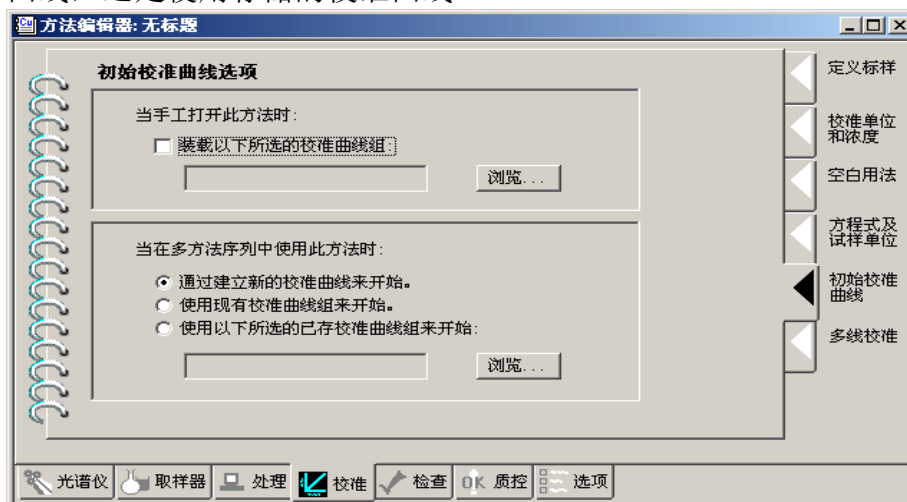 方法编辑器: 无标题
初始校准曲线选项
当手工打开此方法时:
装载以下所选的校准曲线组:
浏览...
当在多方法序列中使用此方法时:
通过建立新的校准曲线来开始。
使用现有校准曲线组来开始。
使用以下所选的已存校准曲线组来开始:
浏览...
定义标样
校准单位
和浓度
空白用法
方程式及
试样单位
初始校准
曲线
多线校准
光谱仪 取样器 处理 校准 检查 OK 质控 选项